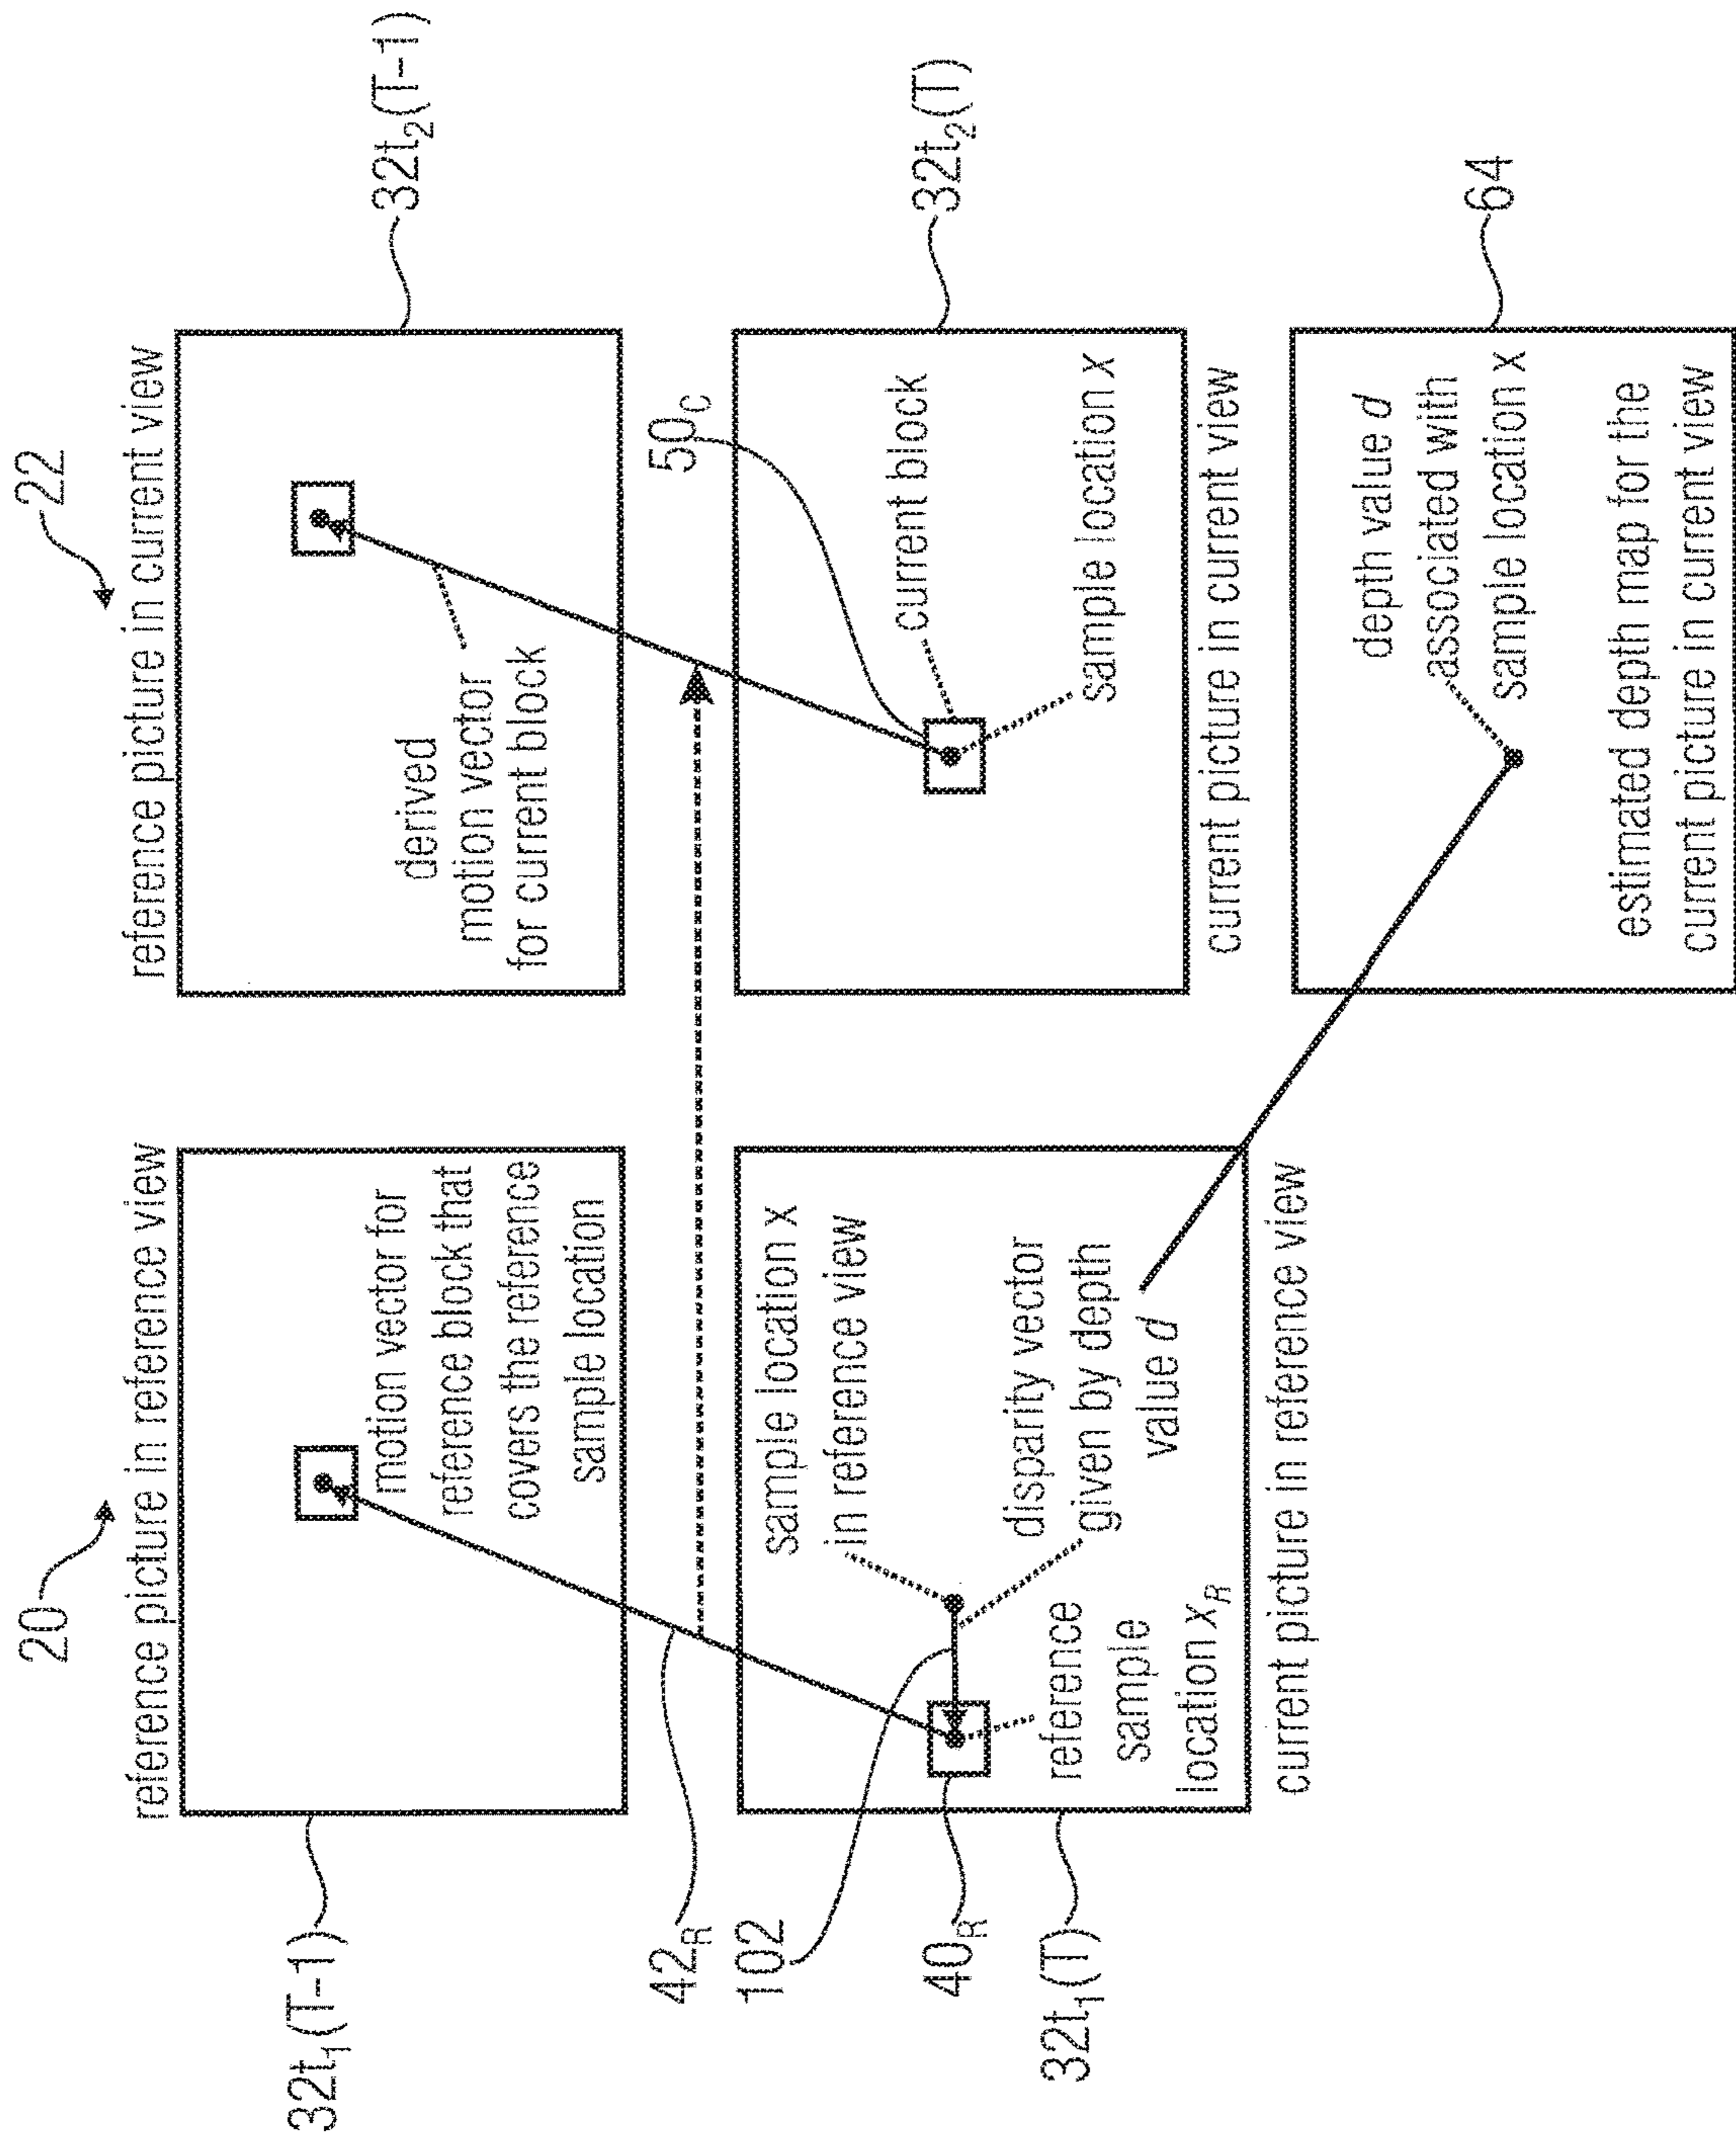 20
22
reference picture in reference view
reference picture in current view
32t₁(T-1)
motion vector for
reference block that
covers the reference
sample location
derived
motion vector
for current block
32t₂(T-1)
42R
102
40R
32t₁(T)
sample location x
in reference view
disparity vector
given by depth
value d
reference
sample
location xR
current picture in reference view
50C
current block
sample location x
32t₂(T)
current picture in current view
depth value d
associated with
sample location x
estimated depth map for the
current picture in current view
64